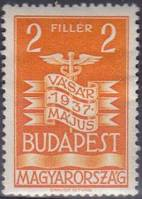 FILLÉR
2 2
VÁSÁR
1937
MÁJUS
BUDAPEST
MAGYARORSZÁG